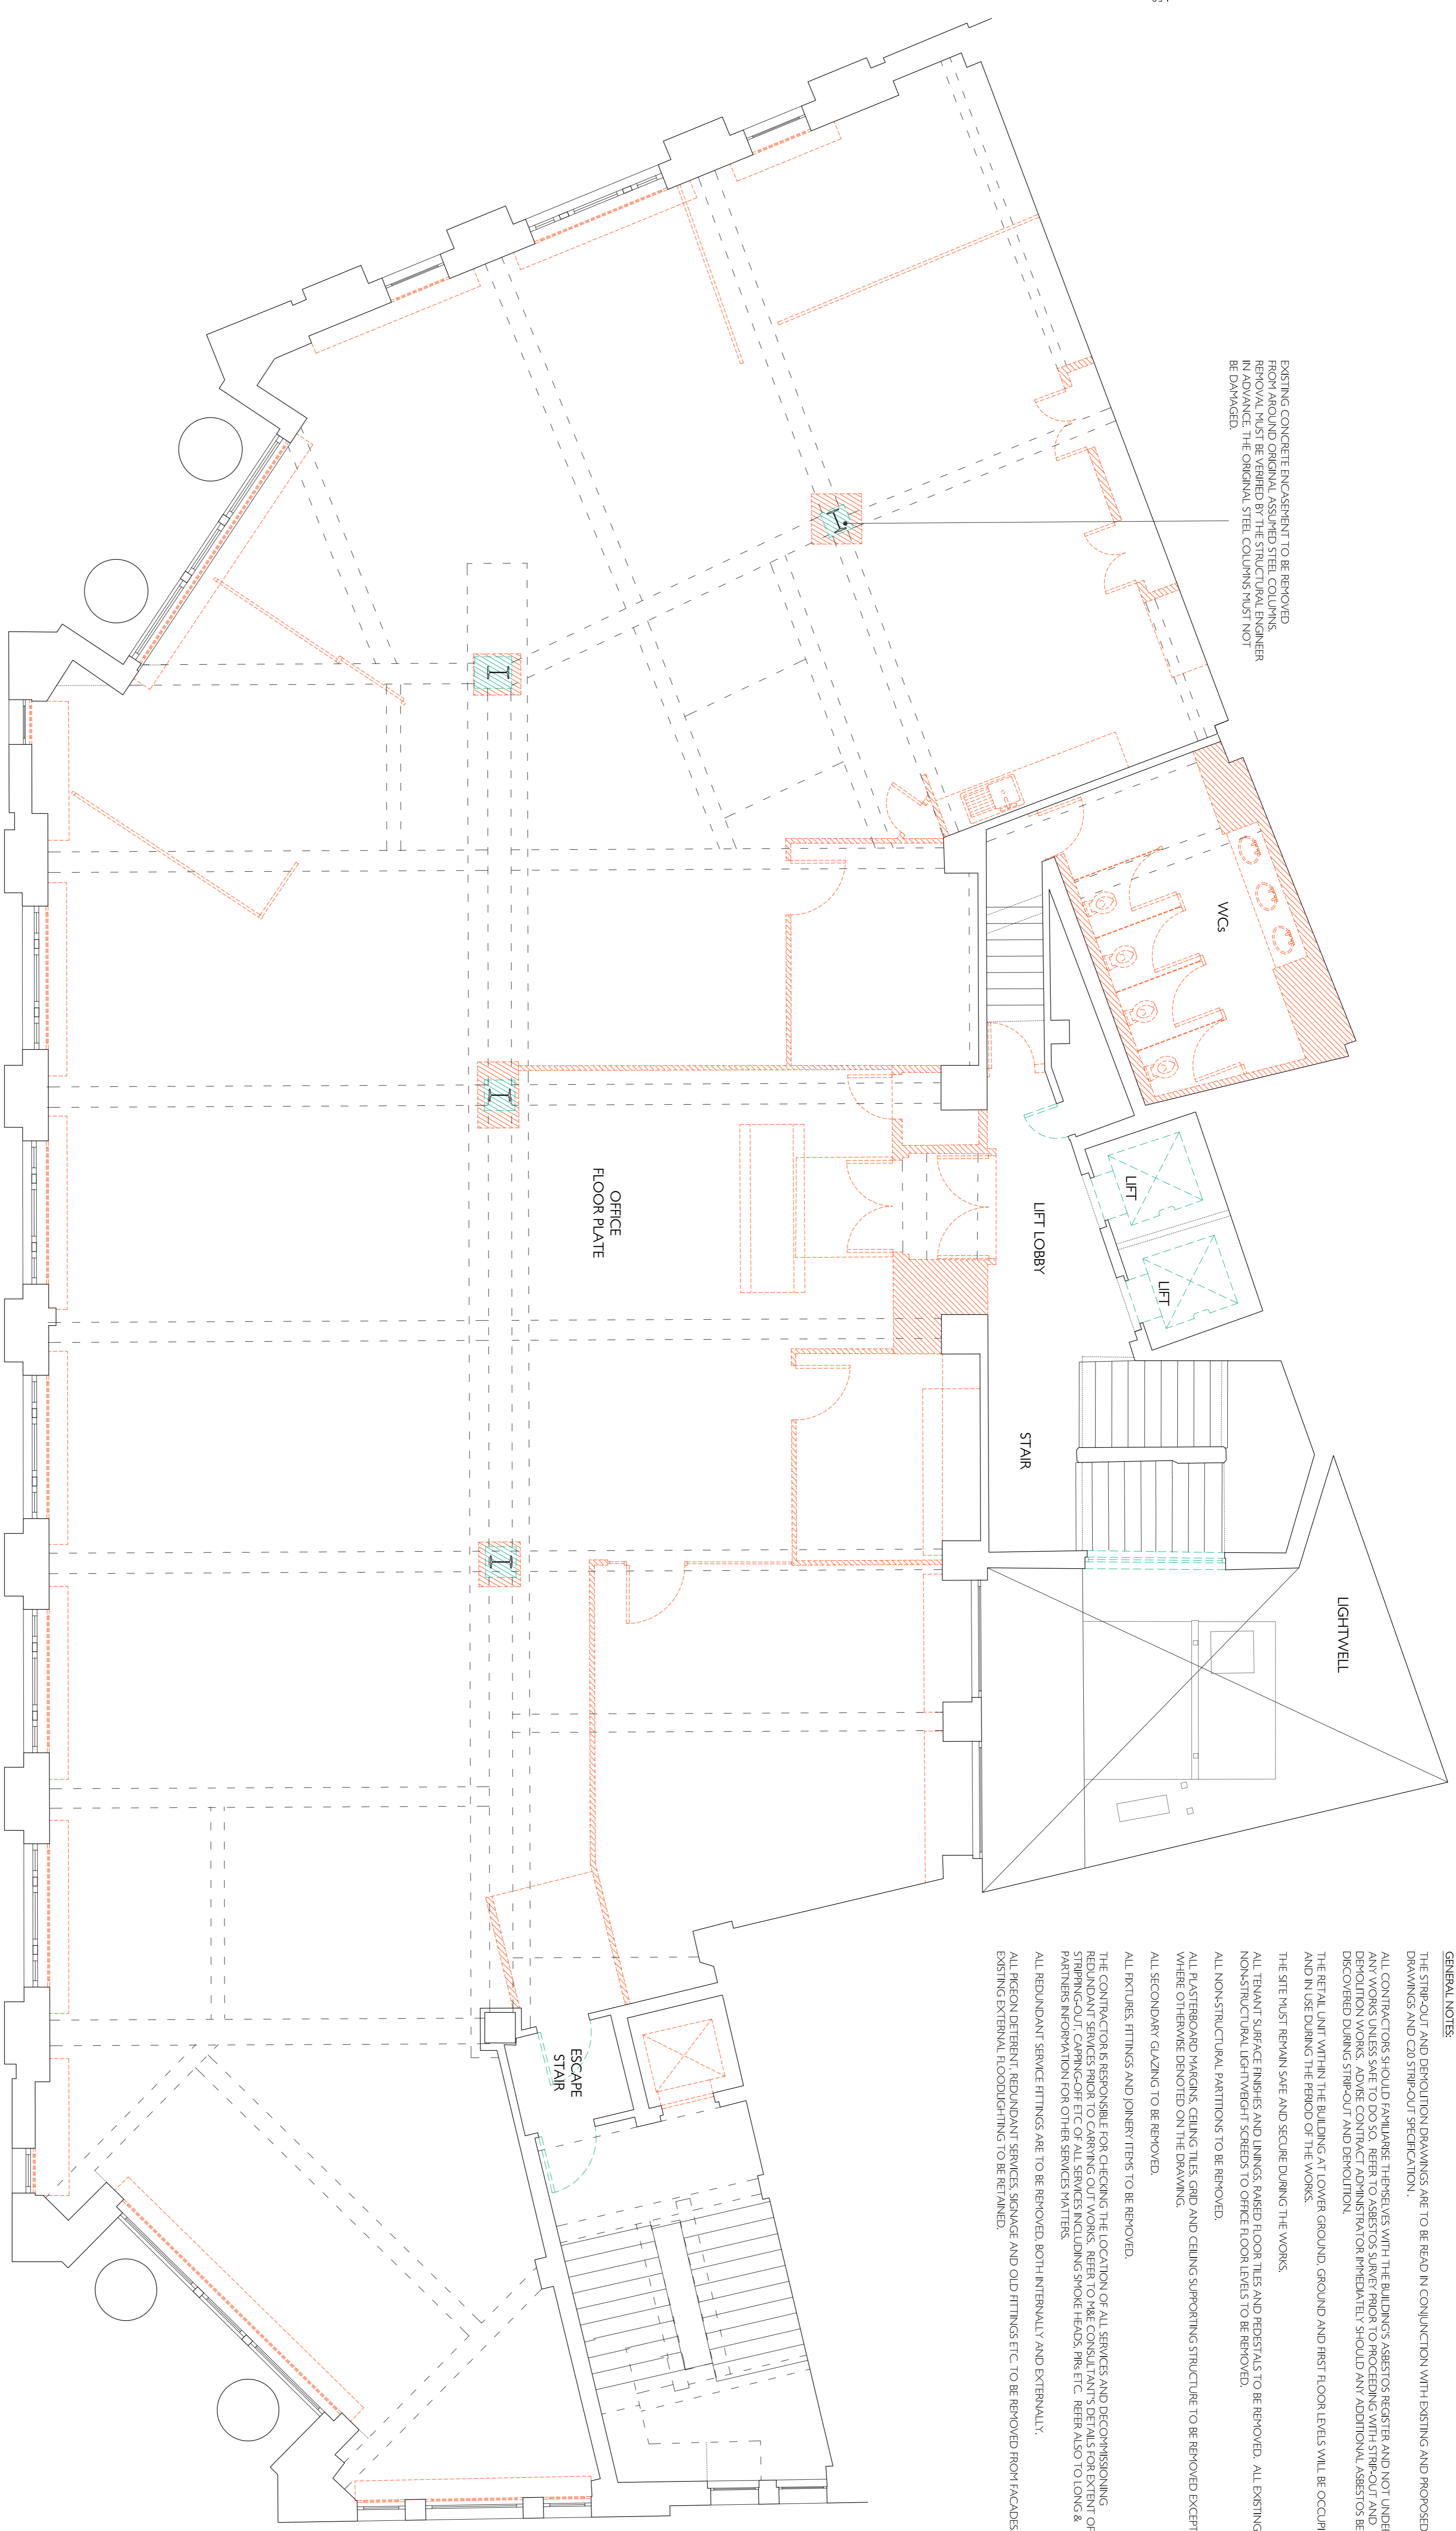 EXISTING CONCRETE ENCASEMENT TO BE REMOVED
FROM AROUND ORIGINAL ASSUMED STEEL COLUMNS.
REMOVAL MUST BE VERIFIED BY THE STRUCTURAL ENGINEER
IN ADVANCE. THE ORIGINAL STEEL COLUMNS MUST NOT
BE DAMAGED.
WCs
LIFT
LIFT
LIFT LOBBY
STAIR
LIGHTWELL
OFFICE
FLOOR PLATE
ESCAPE
STAIR
GENERAL NOTES:
THE STRIP-OUT AND DEMOLITION DRAWINGS ARE TO BE READ IN CONJUNCTION WITH EXISTING AND PROPOSED
DRAWINGS AND C20 STRIP-OUT SPECIFICATION.
ALL CONTRACTORS SHOULD FAMILIARISE THEMSELVES WITH THE BUILDING'S ASBESTOS REGISTER AND NOT
ANY WORKS UNLESS SAFE TO DO SO. REFER TO ASBESTOS SURVEY PRIOR TO PROCEEDING WITH STRIP-OUT AND
DEMOLITION WORKS. ADVISE CONTRACT ADMINISTRATOR IMMEDIATELY SHOULD ANY ADDITIONAL ASBESTOS BE
DISCOVERED DURING STRIP-OUT AND DEMOLITION.
THE RETAIL UNIT WITHIN THE BUILDING AT LOWER GROUND, GROUND AND FIRST FLOOR LEVELS WILL BE
AND IN USE DURING THE PERIOD OF THE WORKS.
THE SITE MUST REMAIN SAFE AND SECURE DURING THE WORKS.
ALL TENANT SURFACE FINISHES AND LININGS, RAISED FLOOR TILES AND PEDESTALS TO BE REMOVED. ALL EXISTING
NON-STRUCTURAL LIGHTWEIGHT SCREEDS TO OFFICE FLOOR LEVELS TO BE REMOVED.
ALL NON-STRUCTURAL PARTITIONS TO BE REMOVED.
ALL PLASTERBOARD MARGINS, CEILING TILES, GRID AND CEILING SUPPORTING STRUCTURE TO BE REMOVED EXCEPT
WHERE OTHERWISE DENOTED ON THE DRAWING.
ALL SECONDARY GLAZING TO BE REMOVED.
ALL FIXTURES, FITTINGS AND JOINERY ITEMS TO BE REMOVED.
THE CONTRACTOR IS RESPONSIBLE FOR CHECKING THE LOCATION OF ALL SERVICES AND DECOMMISSIONING
REDUNDANT SERVICES PRIOR TO CARRYING OUT WORKS. REFER TO M&E CONSULTANT'S DETAILS FOR EXTENT OF
STRIPPING-OUT, CAPPING-OFF ETC OF ALL SERVICES INCLUDING SMOKE HEADS, PIRs ETC. REFER ALSO TO LONG &
PARTNERS INFORMATION FOR OTHER SERVICES MATTERS.
ALL REDUNDANT SERVICE FITTINGS ARE TO BE REMOVED, BOTH INTERNALLY AND EXTERNALLY.
ALL PIGEON DETERENT, REDUNDANT SERVICES, SIGNAGE AND OLD FITTINGS ETC. TO BE REMOVED FROM FACADES.
EXISTING EXTERNAL FLOODLIGHTING TO BE RETAINED.